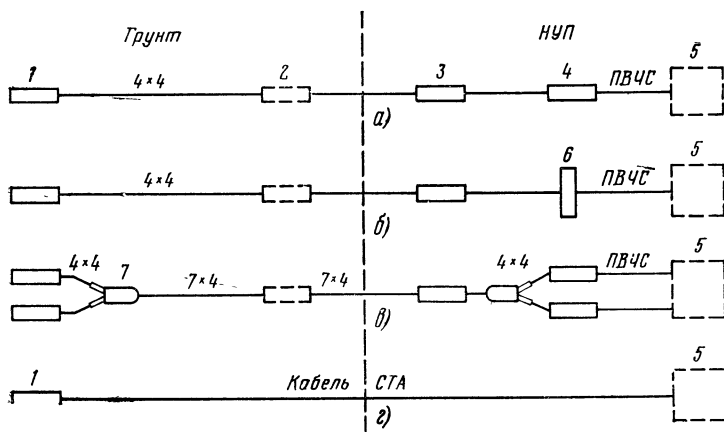 Грунт НУП
1 4×4 2 3 4 ПВЧС 5
а)
4×4 6 ПВЧС 5
б)
4×4 7 7×4 7×4 4×4 ПВЧС 5
в)
1 Кабель СТА 5
г)